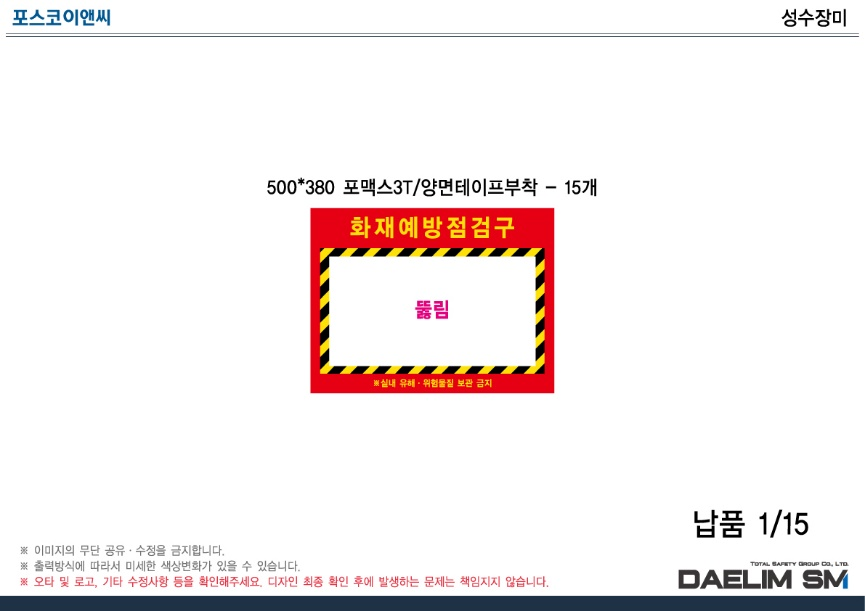 포스코이앤씨
성수장미
500*380 포맥스3T/양면테이프부착 - 15개
화재예방점검구
뚫림
※실내 유해·위험물질 보관 금지
납품 1/15
※ 이미지의 무단 공유·수정을 금지합니다.
※ 출력방식에 따라서 미세한 색상변화가 있을 수 있습니다.
※ 오타 및 로고, 기타 수정사항 등을 확인해주세요. 디자인 최종 확인 후에 발생하는 문제는 책임지지 않습니다.
TOTAL SAFETY GROUP CO., LTD.
DAELIM SM